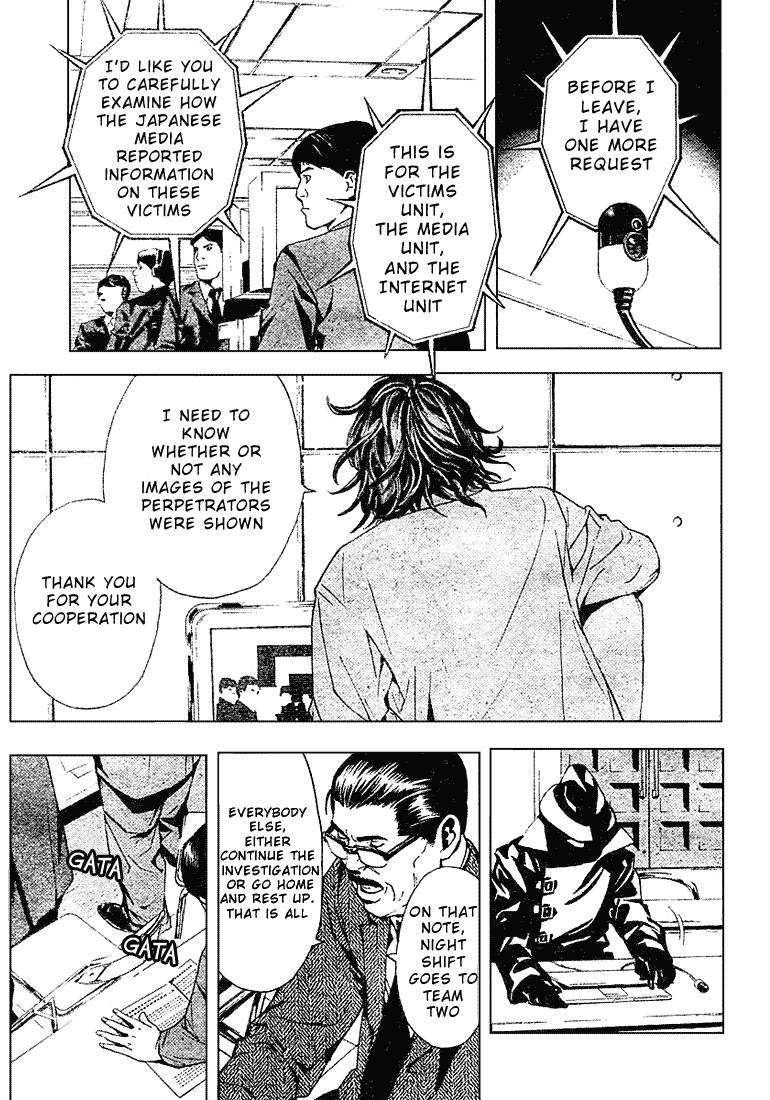 BEFORE I
LEAVE,
I HAVE
ONE MORE
REQUEST
THIS IS
FOR THE
VICTIMS
UNIT,
THE MEDIA
UNIT,
AND THE
INTERNET
UNIT
I'D LIKE YOU
TO CAREFULLY
EXAMINE HOW
THE JAPANESE
MEDIA
REPORTED
INFORMATION
ON THESE
VICTIMS
I NEED TO
KNOW
WHETHER OR
NOT ANY
IMAGES OF THE
PERPETRATORS
WERE SHOWN
THANK YOU
FOR YOUR
COOPERATION
ON THAT
NOTE,
NIGHT
SHIFT
GOES TO
TEAM
TWO
EVERYBODY
ELSE,
EITHER
CONTINUE THE
INVESTIGATION
OR GO HOME
AND REST UP.
THAT IS ALL
GATA
GATA